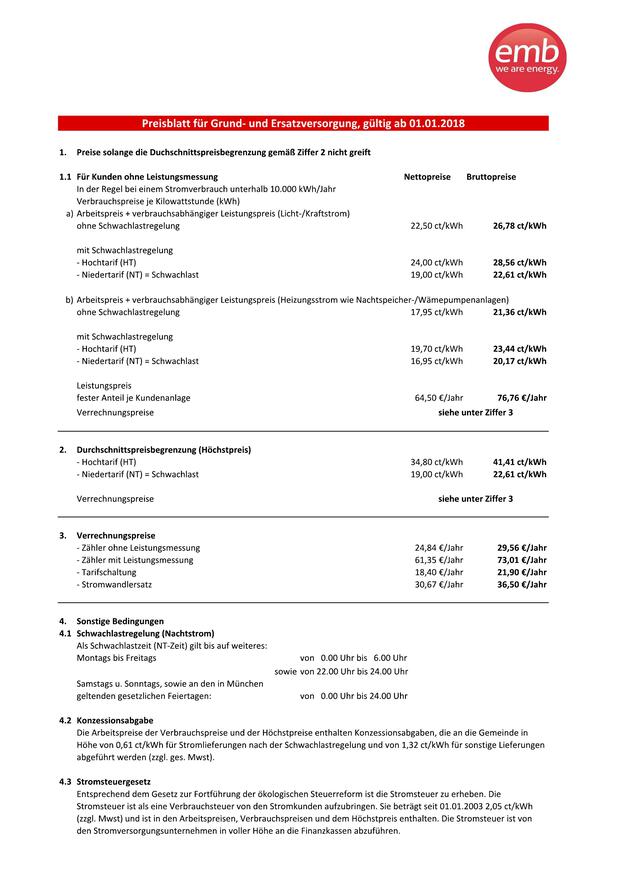 emb
we are energy.
Preisblatt für Grund- und Ersatzversorgung, gültig ab 01.01.2018
1. Preise solange die Duchschnittspreisbegrenzung gemäß Ziffer 2 nicht greift
1.1 Für Kunden ohne Leistungsmessung Nettopreise Bruttopreise
In der Regel bei einem Stromverbrauch unterhalb 10.000 kWh/Jahr
Verbrauchspreise je Kilowattstunde (kWh)
a) Arbeitspreis + verbrauchsabhängiger Leistungspreis (Licht-/Kraftstrom)
ohne Schwachlastregelung 22,50 ct/kWh 26,78 ct/kWh
mit Schwachlastregelung
- Hochtarif (HT) 24,00 ct/kWh 28,56 ct/kWh
- Niedertarif (NT) = Schwachlast 19,00 ct/kWh 22,61 ct/kWh
b) Arbeitspreis + verbrauchsabhängiger Leistungspreis (Heizungsstrom wie Nachtspeicher-/Wämepumpenanlagen)
ohne Schwachlastregelung 17,95 ct/kWh 21,36 ct/kWh
mit Schwachlastregelung
- Hochtarif (HT) 19,70 ct/kWh 23,44 ct/kWh
- Niedertarif (NT) = Schwachlast 16,95 ct/kWh 20,17 ct/kWh
Leistungspreis
fester Anteil je Kundenanlage 64,50 €/Jahr 76,76 €/Jahr
Verrechnungspreise siehe unter Ziffer 3
2. Durchschnittspreisbegrenzung (Höchstpreis)
- Hochtarif (HT) 34,80 ct/kWh 41,41 ct/kWh
- Niedertarif (NT) = Schwachlast 19,00 ct/kWh 22,61 ct/kWh
Verrechnungspreise siehe unter Ziffer 3
3. Verrechnungspreise
- Zähler ohne Leistungsmessung 24,84 €/Jahr 29,56 €/Jahr
- Zähler mit Leistungsmessung 61,35 €/Jahr 73,01 €/Jahr
- Tarifschaltung 18,40 €/Jahr 21,90 €/Jahr
- Stromwandlersatz 30,67 €/Jahr 36,50 €/Jahr
4. Sonstige Bedingungen
4.1 Schwachlastregelung (Nachtstrom)
Als Schwachlastzeit (NT-Zeit) gilt bis auf weiteres:
Montags bis Freitags von 0.00 Uhr bis 6.00 Uhr
sowie von 22.00 Uhr bis 24.00 Uhr
Samstags u. Sonntags, sowie an den in München
geltenden gesetzlichen Feiertagen: von 0.00 Uhr bis 24.00 Uhr
4.2 Konzessionsabgabe
Die Arbeitspreise der Verbrauchspreise und der Höchstpreise enthalten Konzessionsabgaben, die an die Gemeinde in
Höhe von 0,61 ct/kWh für Stromlieferungen nach der Schwachlastregelung und von 1,32 ct/kWh für sonstige Lieferungen
abgeführt werden (zzgl. ges. Mwst).
4.3 Stromsteuergesetz
Entsprechend dem Gesetz zur Fortführung der ökologischen Steuerreform ist die Stromsteuer zu erheben. Die
Stromsteuer ist als eine Verbrauchsteuer von den Stromkunden aufzubringen. Sie beträgt seit 01.01.2003 2,05 ct/kWh
(zzgl. Mwst) und ist in den Arbeitspreisen, Verbrauchspreisen und dem Höchstpreis enthalten. Die Stromsteuer ist von
den Stromversorgungsunternehmen in voller Höhe an die Finanzkassen abzuführen.